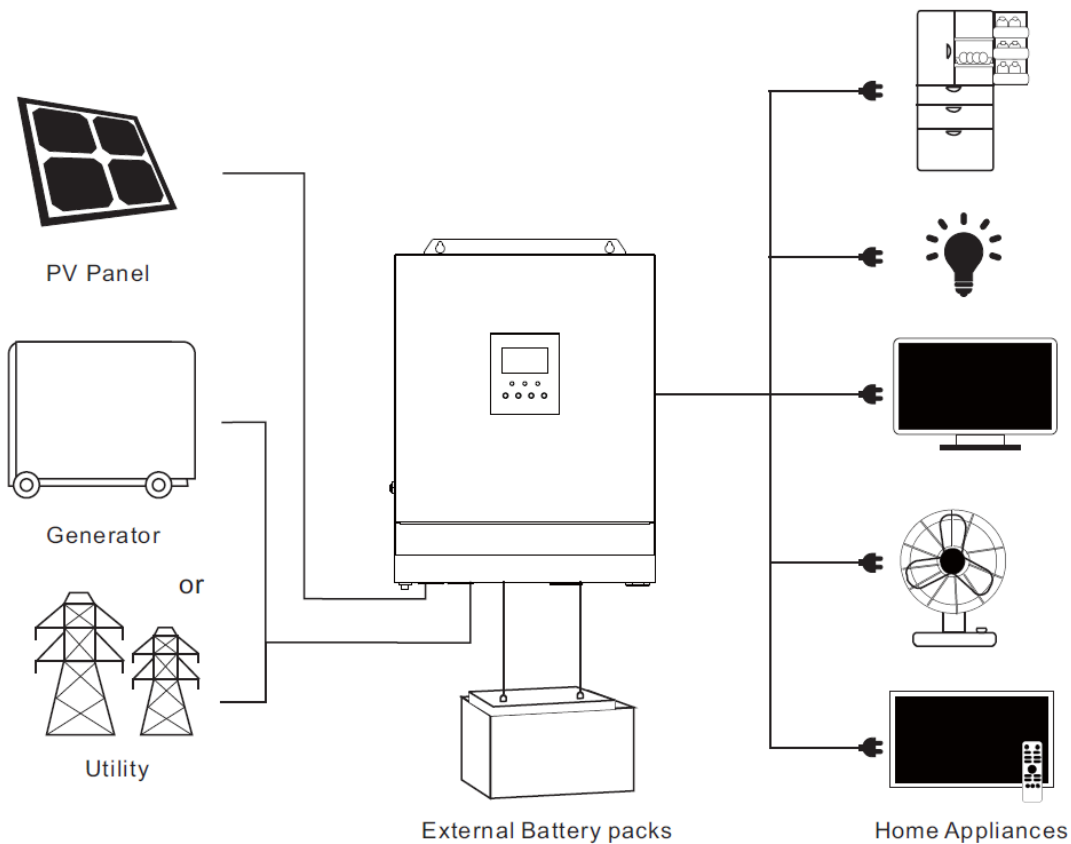 PV Panel
Generator
or
Utility
External Battery packs
Home Appliances